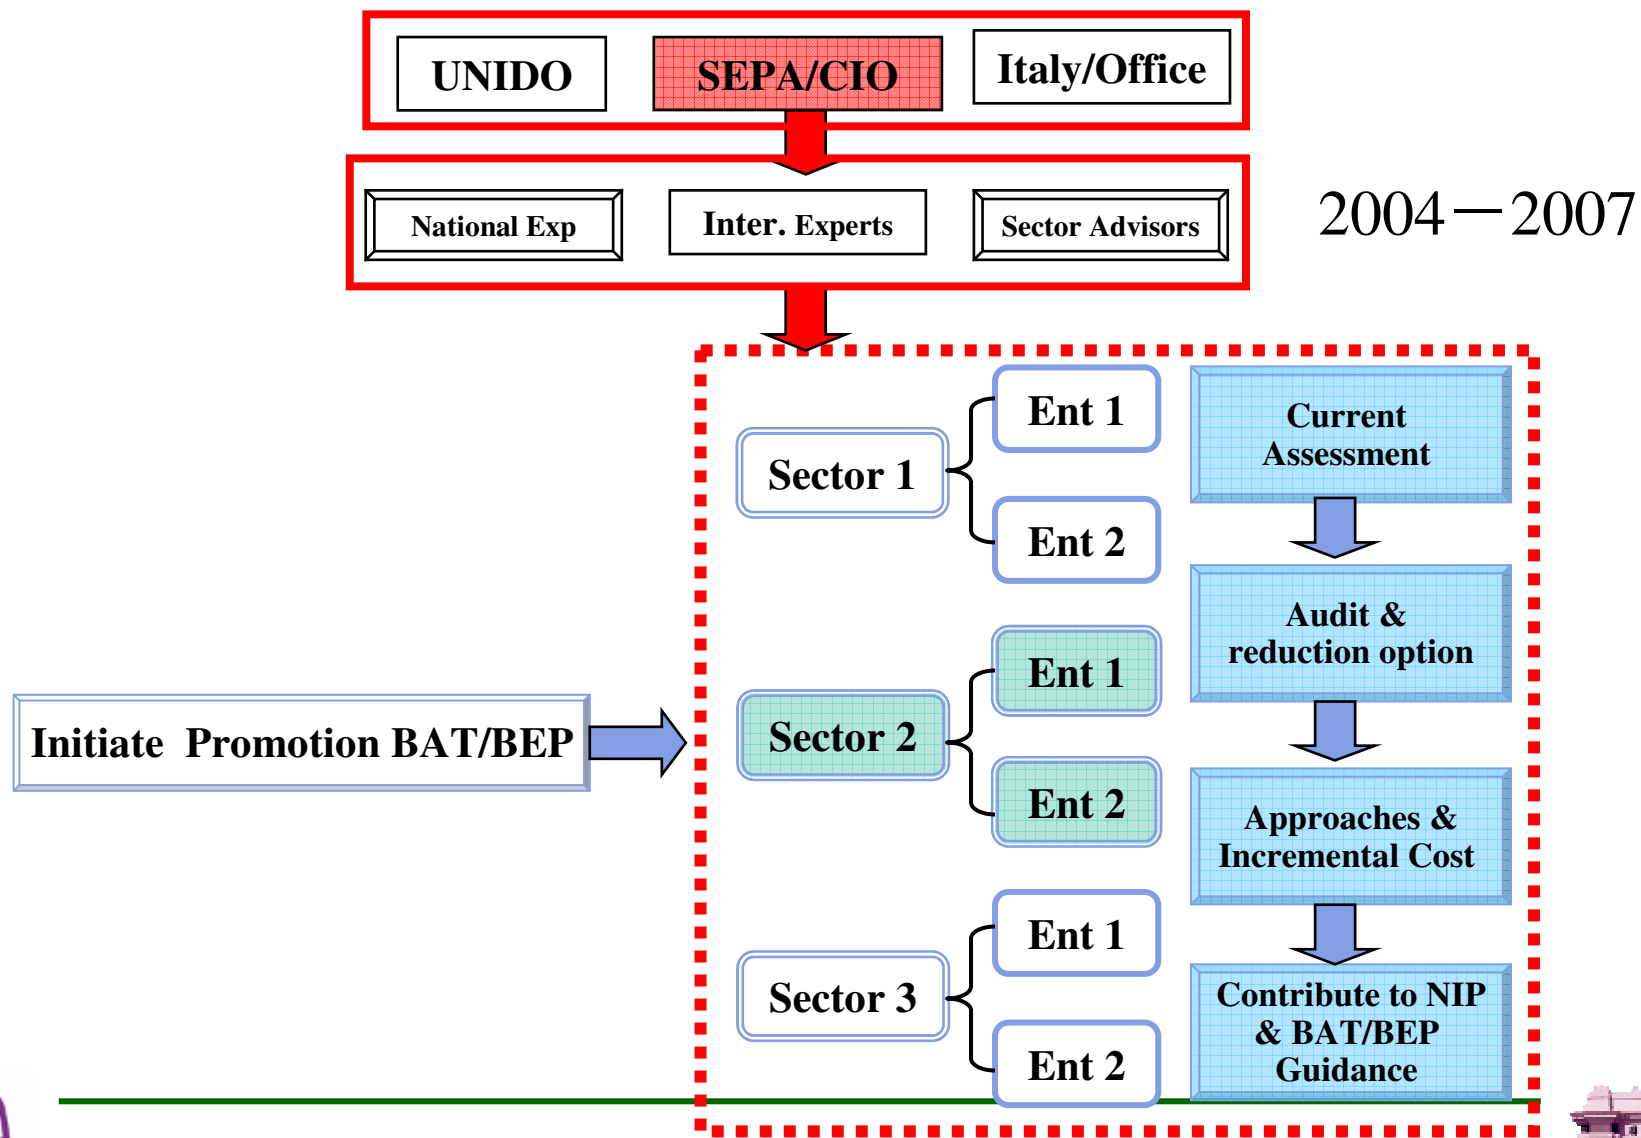 UNIDO
SEPA/CIO
Italy/Office
National Exp
Inter. Experts
Sector Advisors
2004－2007
Ent 1
Sector 1
Ent 2
Current
Assessment
Audit &
reduction option
Initiate Promotion BAT/BEP
Ent 1
Sector 2
Ent 2
Approaches &
Incremental Cost
Ent 1
Sector 3
Ent 2
Contribute to NIP
& BAT/BEP
Guidance